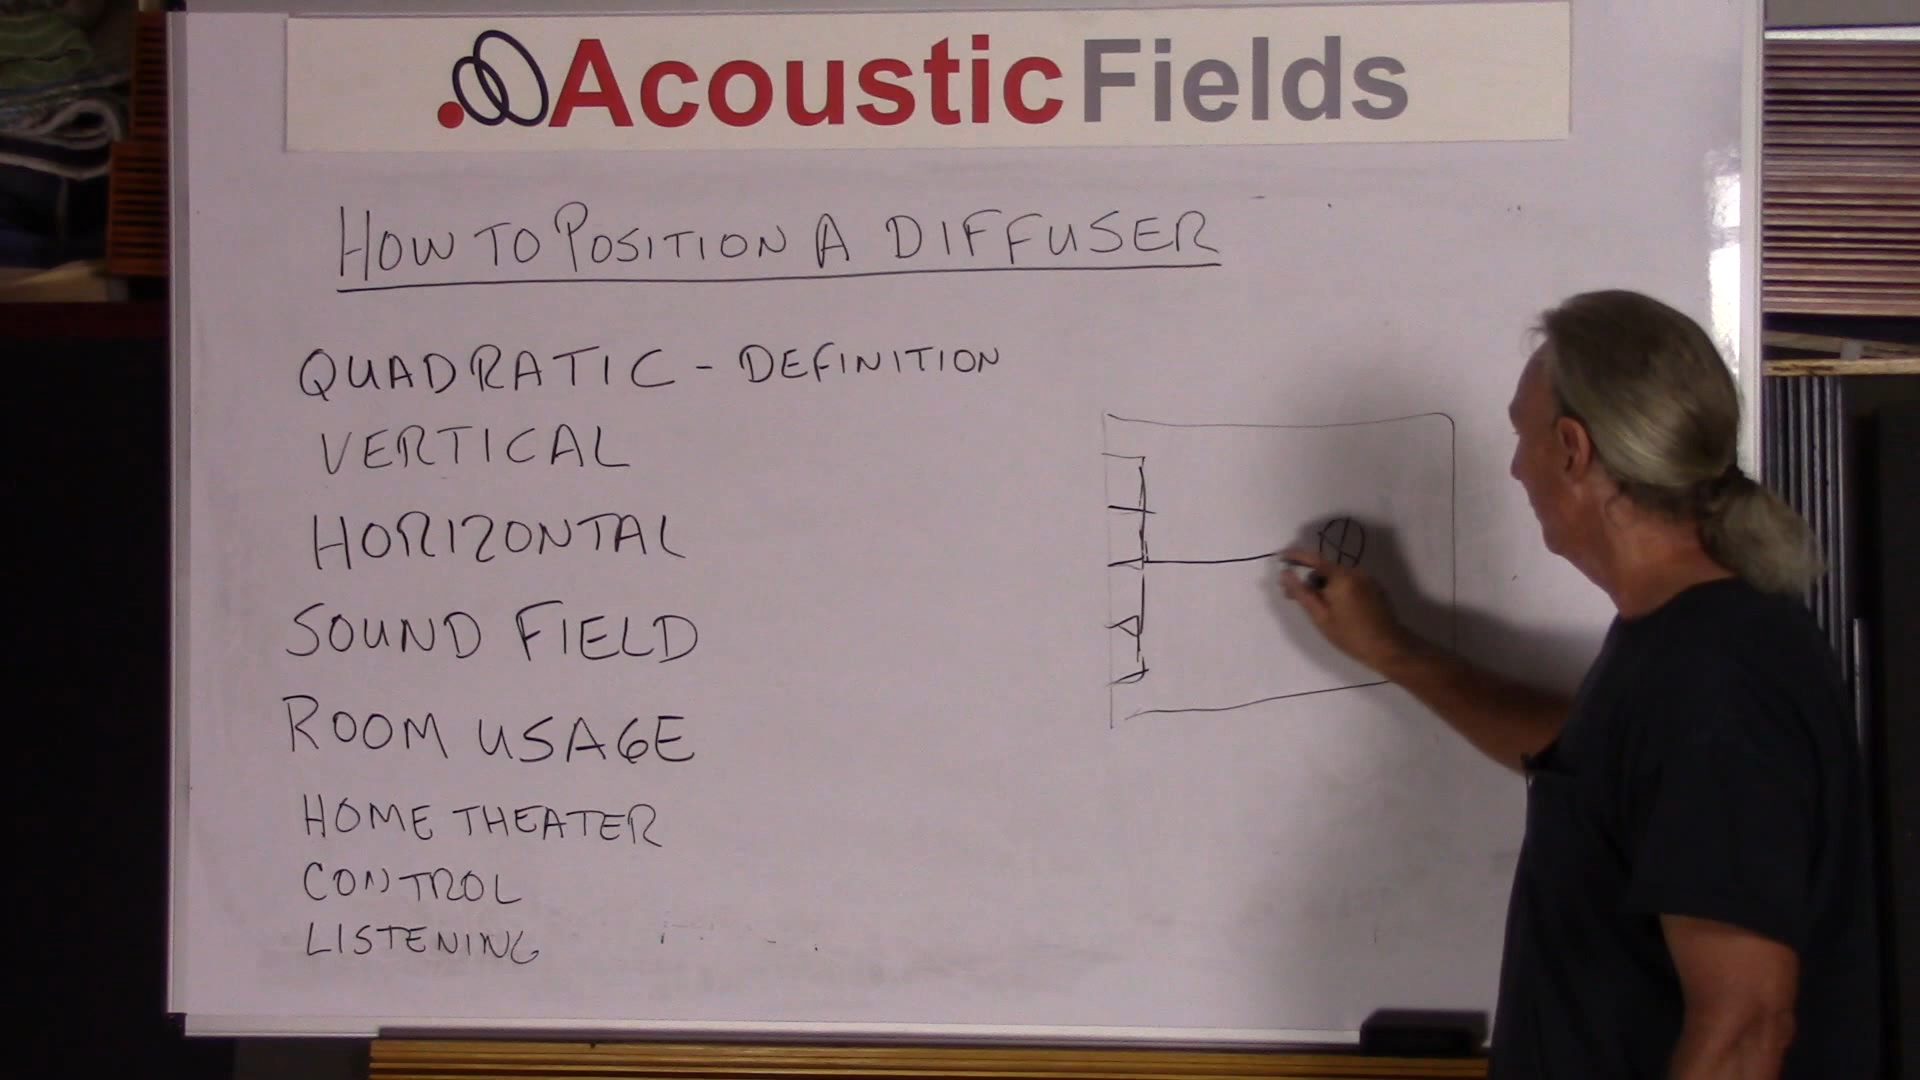 Acoustic Fields
HOW TO POSITION A DIFFUSER
QUADRATIC - DEFINITION
VERTICAL
HORIZONTAL
SOUND FIELD
ROOM USAGE
HOME THEATER
CONTROL
LISTENING